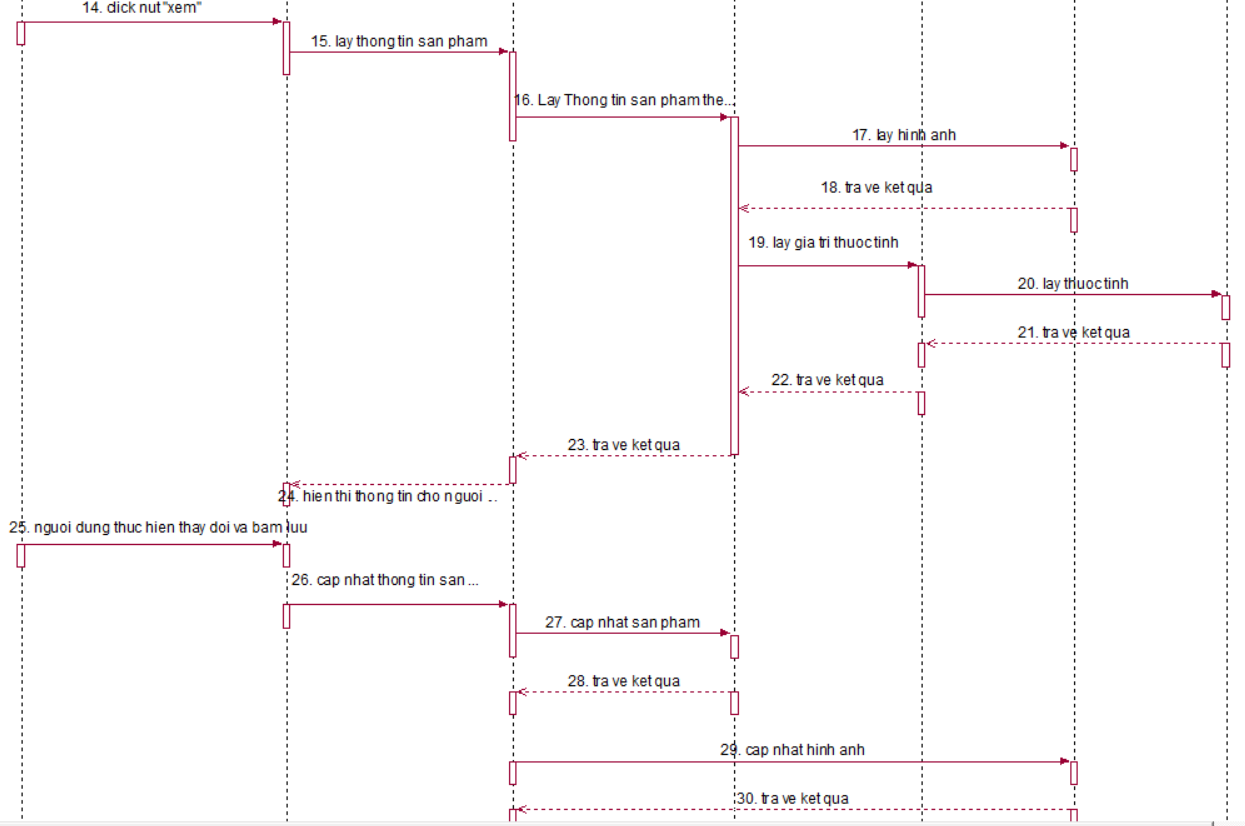 14. click nut "xem"
15. lay thong tin san pham
16. Lay Thong tin san pham the...
17. lay hinh anh
18. tra ve ket qua
19. lay gia tri thuoc tinh
20. lay thuoc tinh
21. tra ve ket qua
22. tra ve ket qua
23. tra ve ket qua
24. hien thi thong tin cho nguoi ...
25. nguoi dung thuc hien thay doi va bam luu
26. cap nhat thong tin san ...
27. cap nhat san pham
28. tra ve ket qua
29. cap nhat hinh anh
30. tra ve ket qua